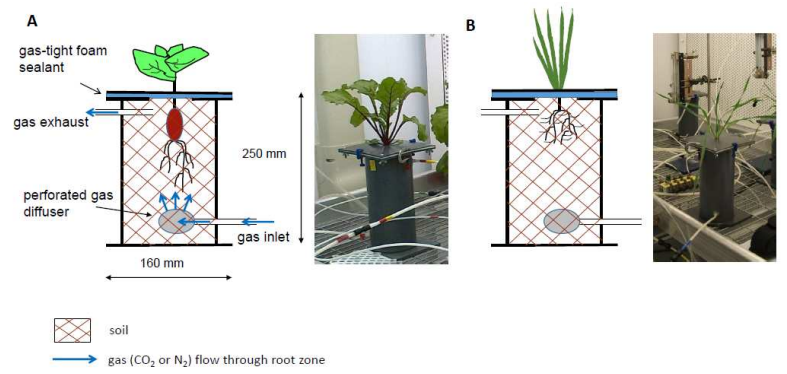 A
B
gas-tight foam
sealant
gas exhaust
250 mm
perforated gas
diffuser
gas inlet
160 mm
soil
gas (CO₂ or N₂) flow through root zone